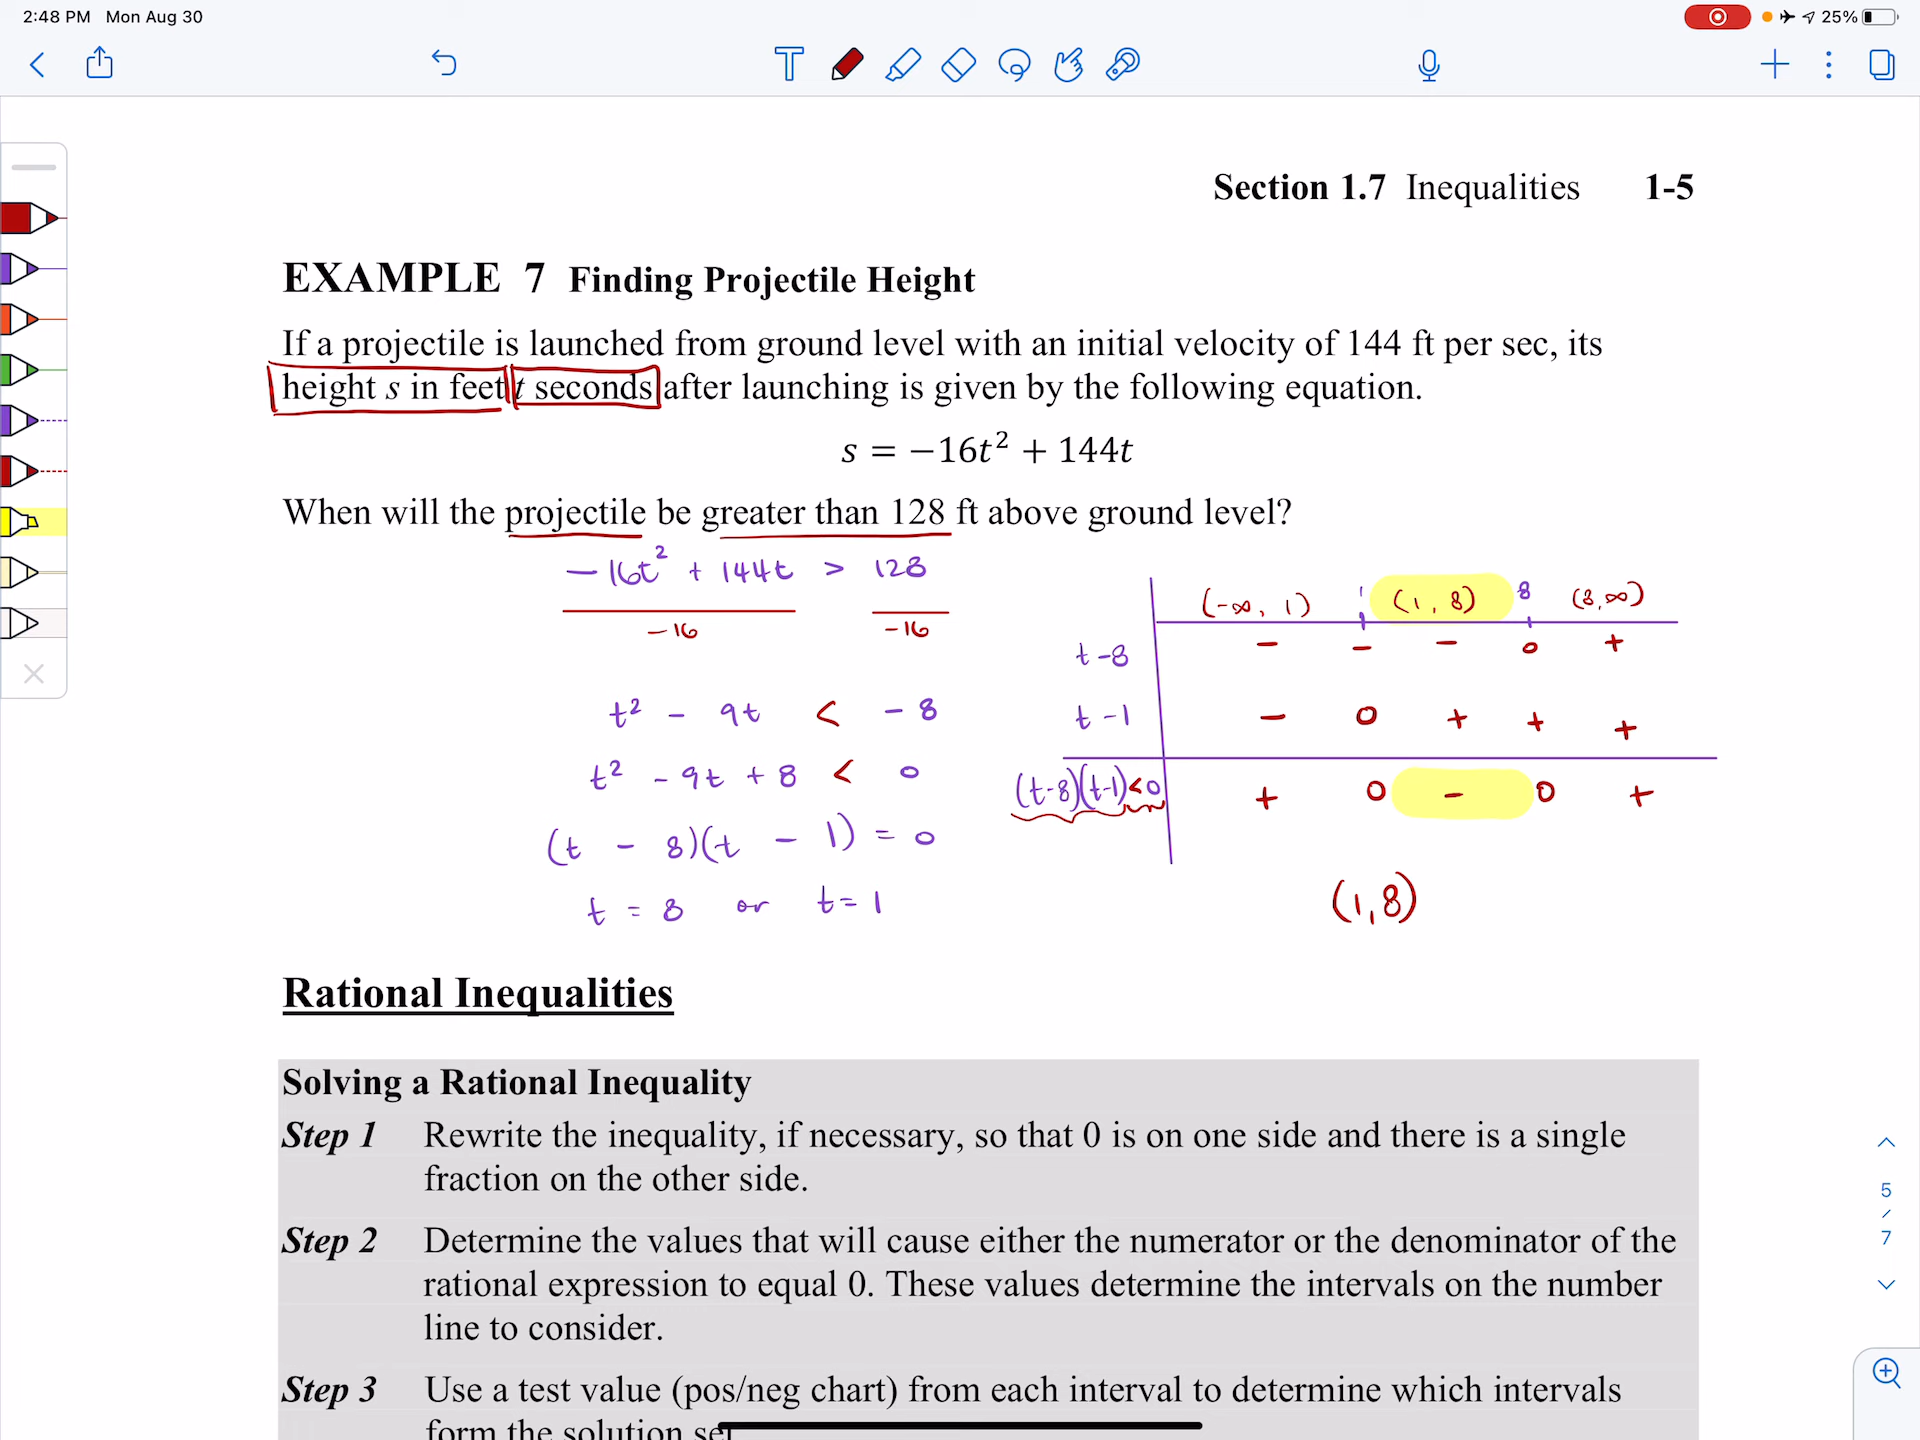 2:48 PM Mon Aug 30
25%
Section 1.7 Inequalities 1-5
EXAMPLE 7 Finding Projectile Height
If a projectile is launched from ground level with an initial velocity of 144 ft per sec, its
height s in feet t seconds after launching is given by the following equation.
s = −16t² + 144t
When will the projectile be greater than 128 ft above ground level?
−16t² + 144t > 128
−16 −16
t² − 9t < −8
t² − 9t + 8 < 0
(t − 8)(t − 1) = 0
t = 8 or t = 1
(-∞, 1) 1 (1, 8) 8 (8, ∞)
t − 8 − − − 0 +
t − 1 − 0 + + +
(t-8)(t-1) < 0 + 0 − 0 +
(1, 8)
Rational Inequalities
Solving a Rational Inequality
Step 1 Rewrite the inequality, if necessary, so that 0 is on one side and there is a single
fraction on the other side.
Step 2 Determine the values that will cause either the numerator or the denominator of the
rational expression to equal 0. These values determine the intervals on the number
line to consider.
Step 3 Use a test value (pos/neg chart) from each interval to determine which intervals
form the solution set
5
/
7